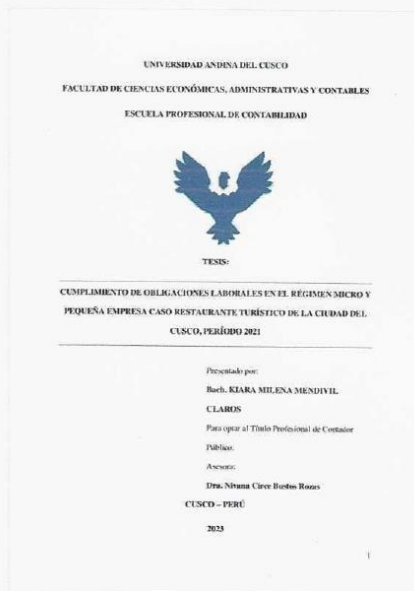 UNIVERSIDAD ANDINA DEL CUSCO
FACULTAD DE CIENCIAS ECONÓMICAS, ADMINISTRATIVAS Y CONTABLES
ESCUELA PROFESIONAL DE CONTABILIDAD
TESIS:
CUMPLIMIENTO DE OBLIGACIONES LABORALES EN EL RÉGIMEN MICRO Y
PEQUEÑA EMPRESA CASO RESTAURANTE TURÍSTICO DE LA CIUDAD DEL
CUSCO, PERÍODO 2021
Presentado por:
Bach. KIARA MILENA MENDIVIL
CLAROS
Para optar al Título Profesional de Contador
Público.
Asesora:
Dra. Nivana Circe Bustos Rozas
CUSCO – PERÚ
2023
1